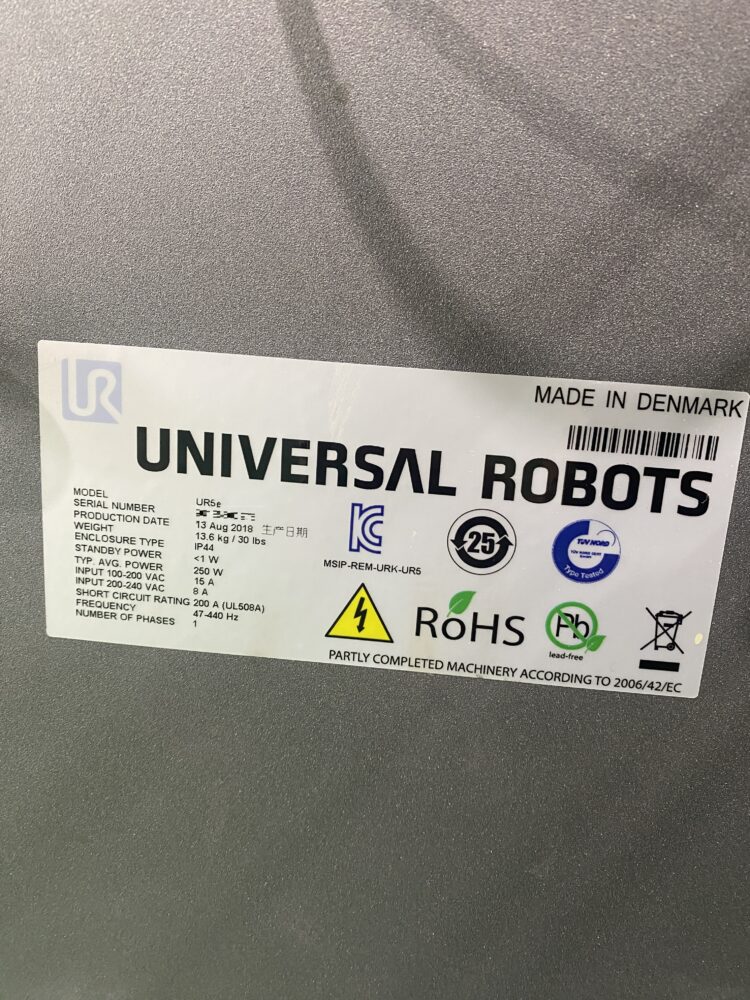 UR
MADE IN DENMARK
UNIVERSAL ROBOTS
MODEL UR5e
SERIAL NUMBER
PRODUCTION DATE 13 Aug 2018 生产日期
WEIGHT 13.6 kg / 30 lbs
ENCLOSURE TYPE IP44
STANDBY POWER <1 W
TYP. AVG. POWER 250 W
INPUT 100-200 VAC 15 A
INPUT 200-240 VAC 8 A
SHORT CIRCUIT RATING 200 A (UL508A)
FREQUENCY 47-440 Hz
NUMBER OF PHASES 1
KC
MSIP-REM-URK-UR5
25
TÜV NORD
TÜV NORD CERT
Type Tested
RoHS
Pb
lead-free
PARTLY COMPLETED MACHINERY ACCORDING TO 2006/42/EC